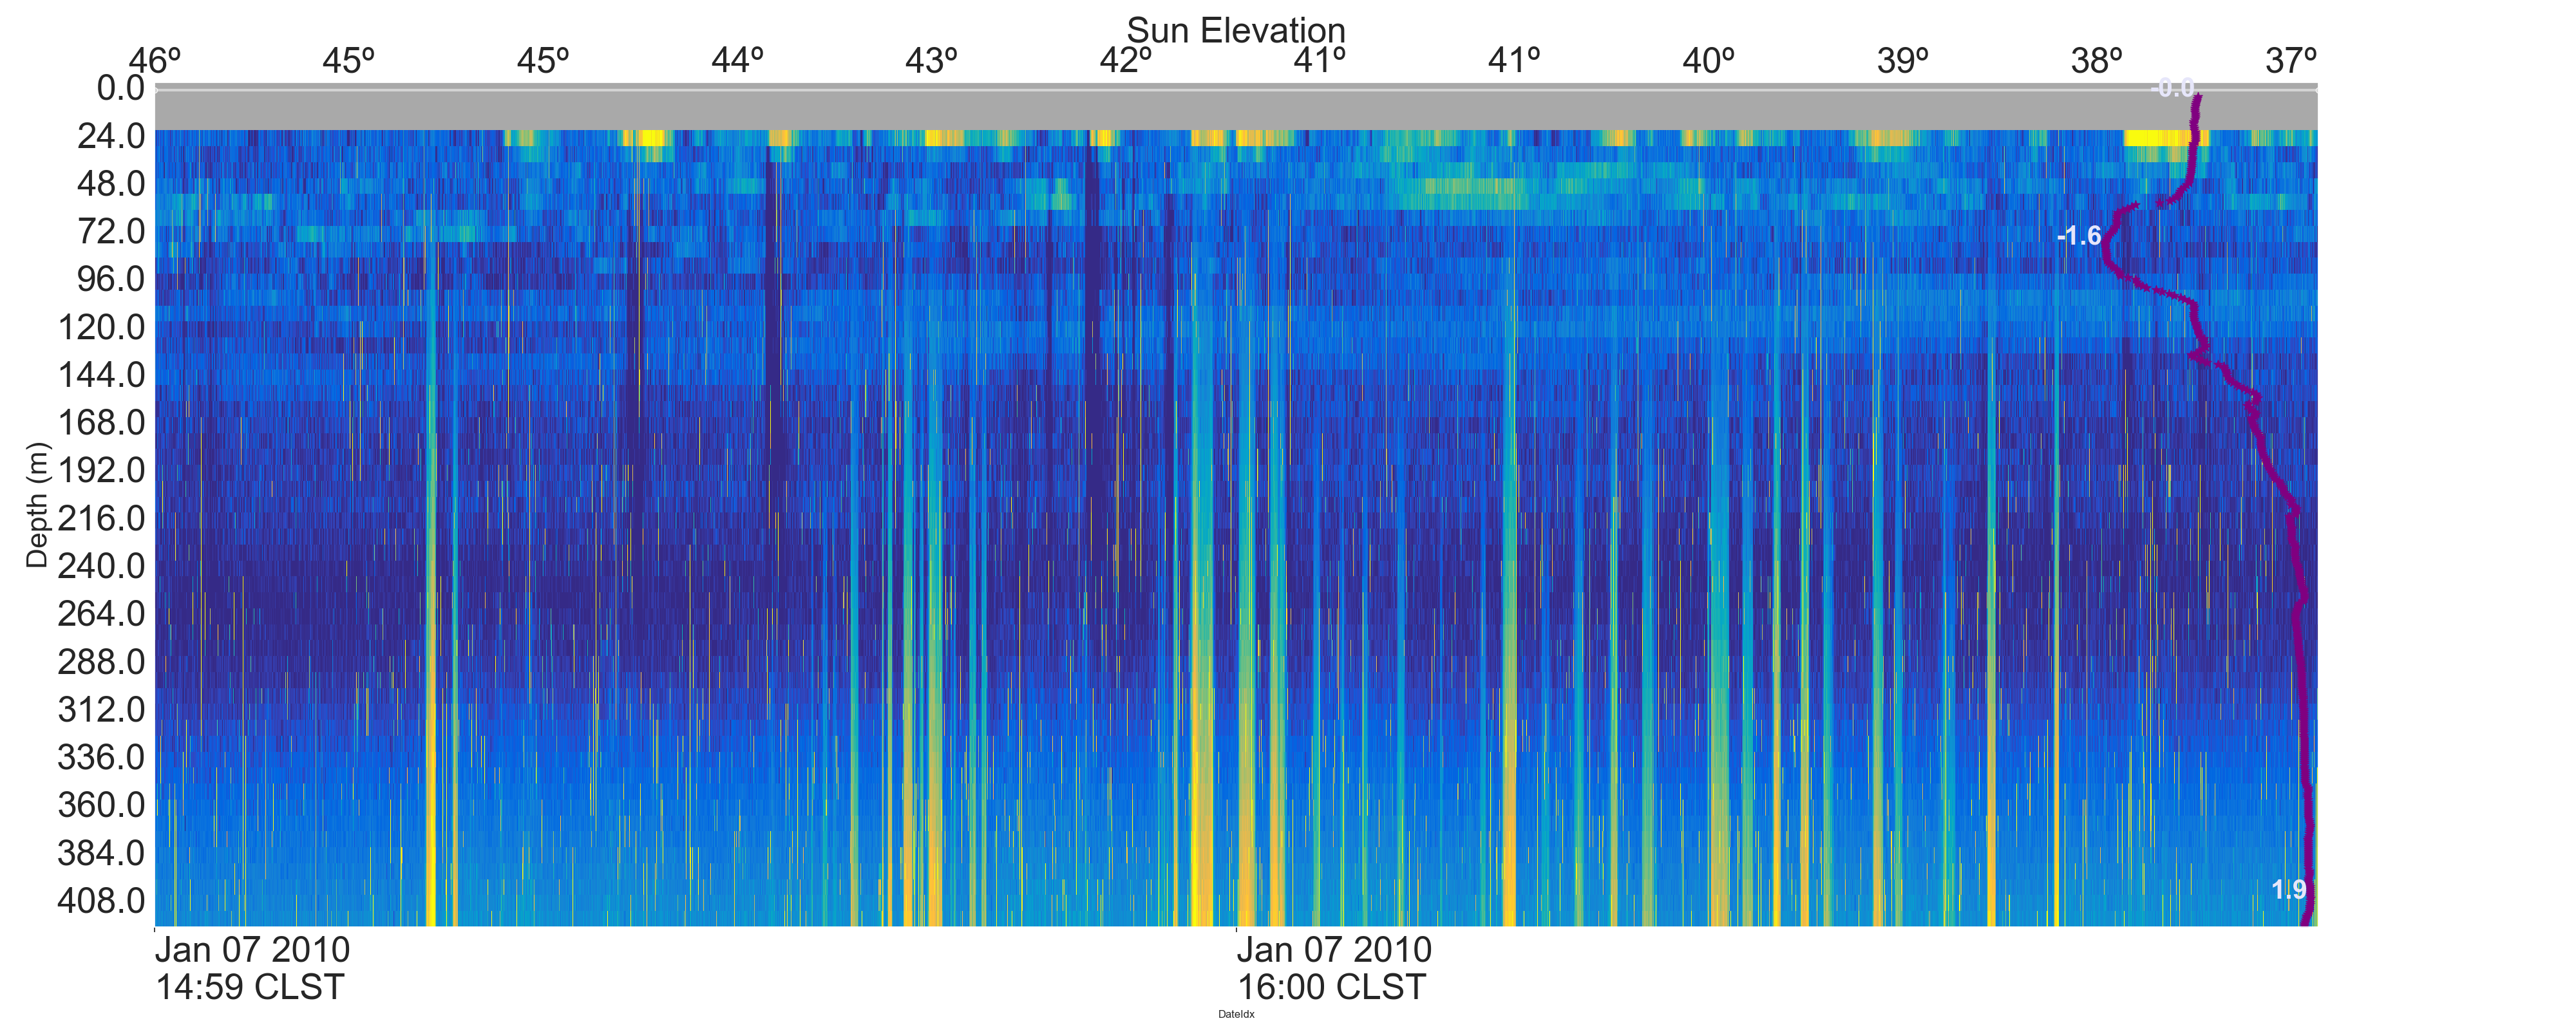 Sun Elevation
46º 45º 45º 44º 43º 42º 41º 41º 40º 39º 38º 37º
0.0
-0.0
24.0
48.0
72.0
-1.6
96.0
120.0
144.0
168.0
192.0
216.0
240.0
264.0
288.0
312.0
336.0
360.0
384.0
408.0
1.9
Depth (m)
Jan 07 2010
14:59 CLST
Jan 07 2010
16:00 CLST
DateIdx